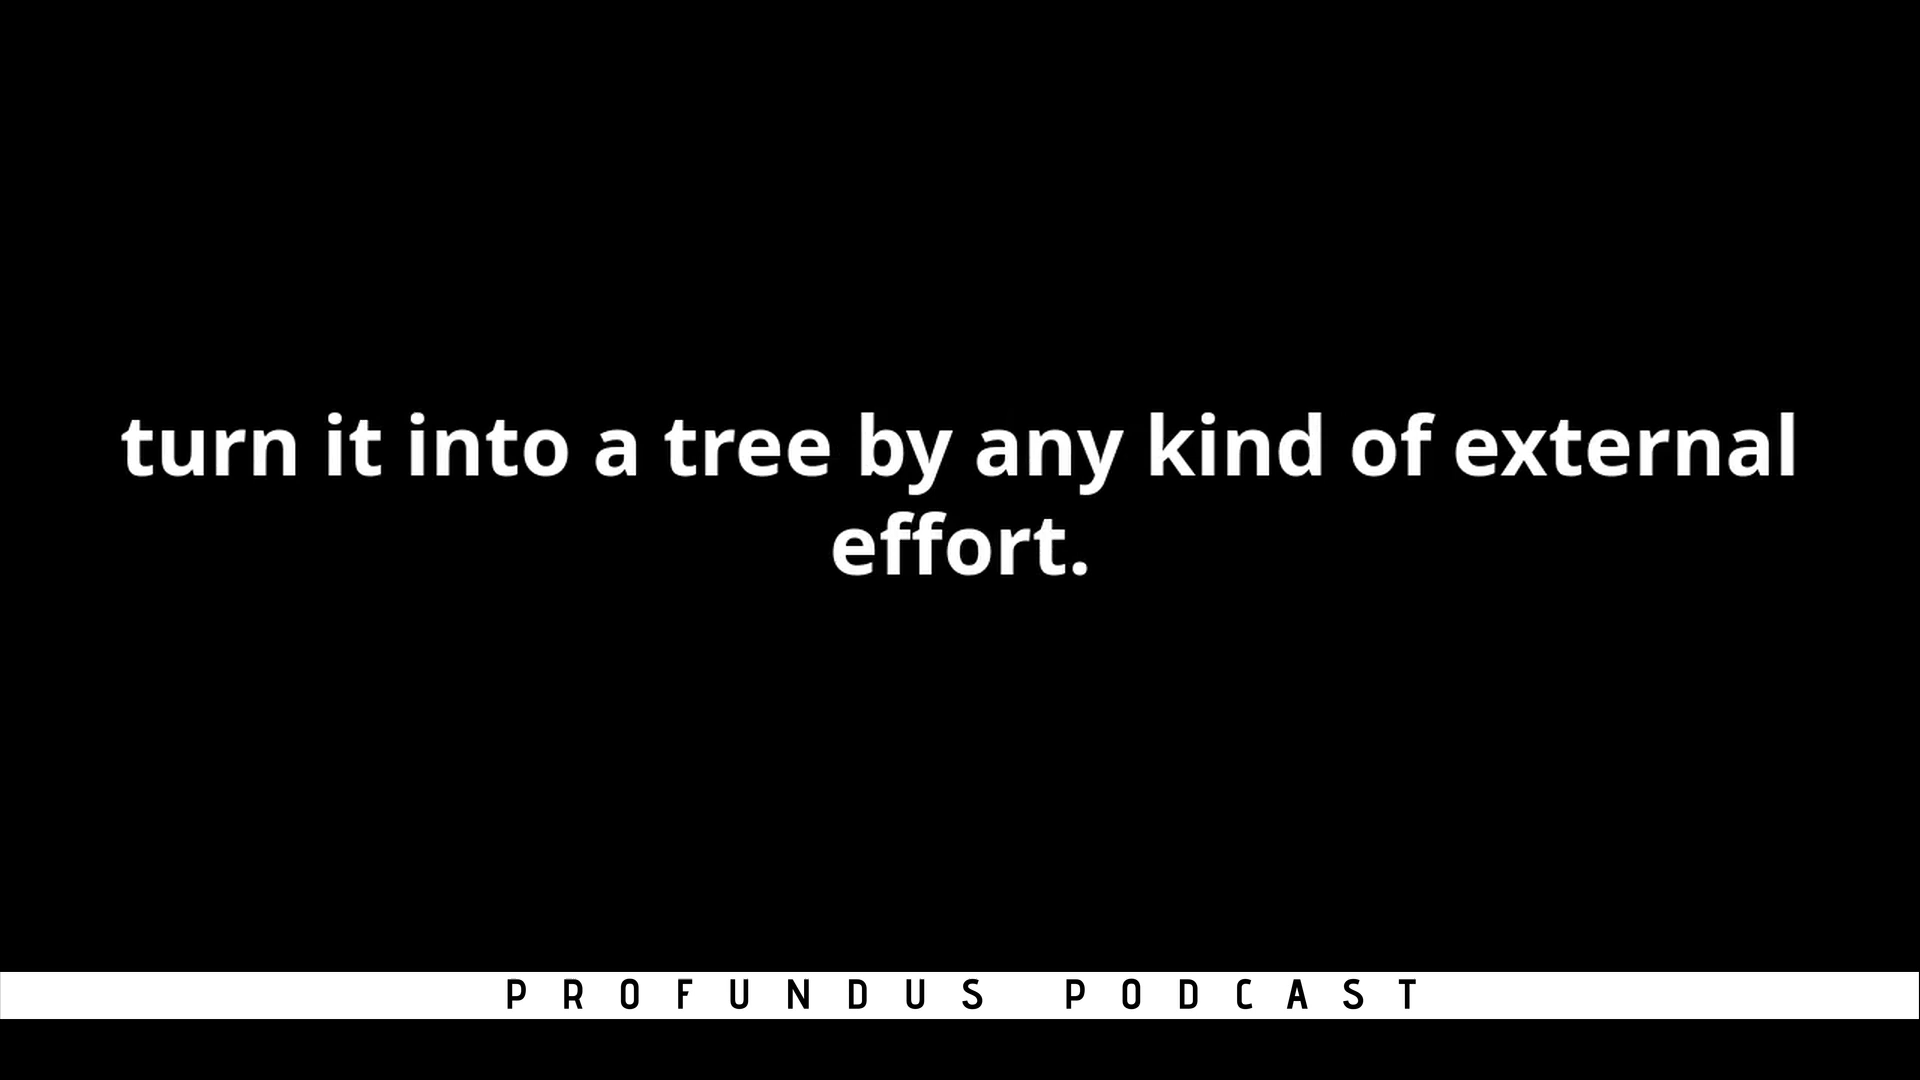 turn it into a tree by any kind of external
effort.
PROFUNDUS PODCAST